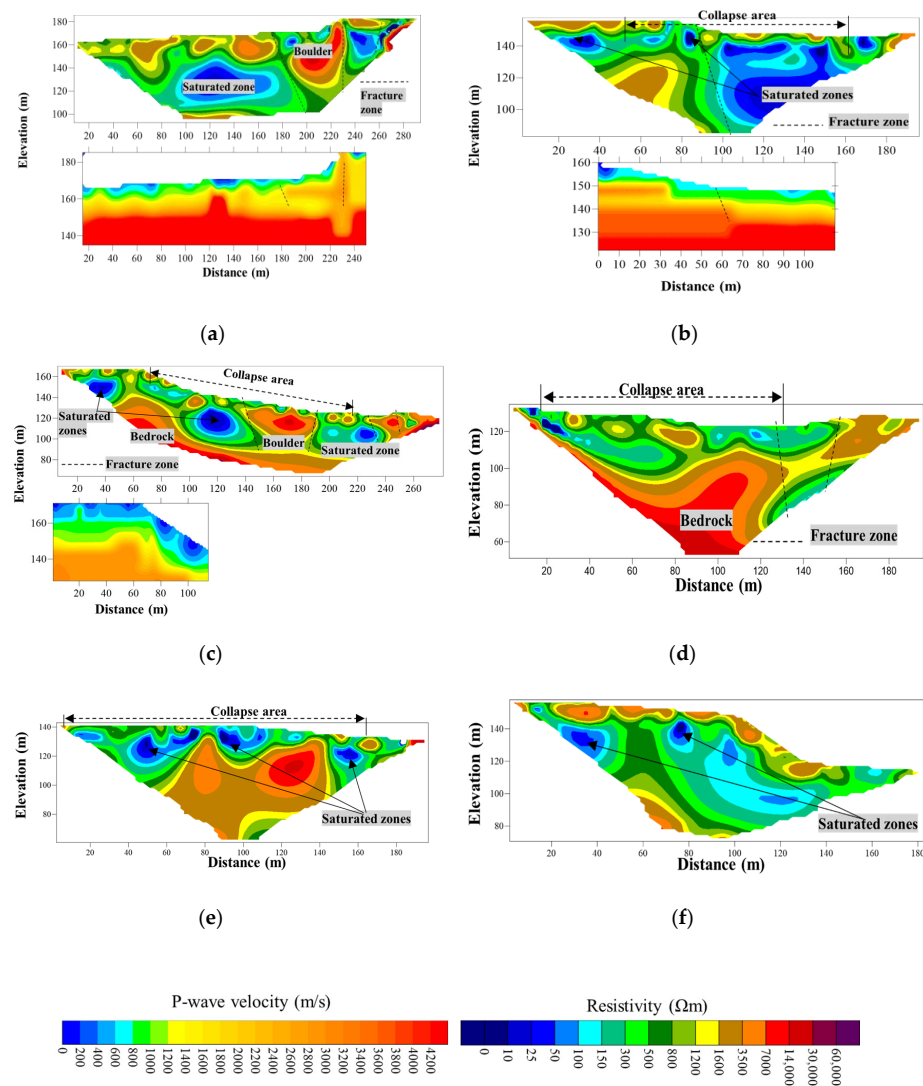 180
160
140
120
100
Elevation (m)
Boulder
Saturated zone
Fracture
zone
20 40 60 80 100 120 140 160 180 200 220 240 260 280
180
160
140
20 40 60 80 100 120 140 160 180 200 220 240
Distance (m)
(a)
Collapse area
140
120
100
Elevation (m)
Saturated zones
Fracture zone
20 40 60 80 100 120 140 160 180
160
150
140
130
0 10 20 30 40 50 60 70 80 90 100
Distance (m)
(b)
Collapse area
160
140
120
100
80
Elevation (m)
Saturated
zones
Bedrock
Boulder
Saturated zone
Fracture zone
20 40 60 80 100 120 140 160 180 200 220 240 260
160
140
0 20 40 60 80 100
Distance (m)
(c)
Collapse area
120
100
80
60
Elevation (m)
Bedrock
Fracture zone
20 40 60 80 100 120 140 160 180
Distance (m)
(d)
Collapse area
140
120
100
80
Elevation (m)
Saturated zones
20 40 60 80 100 120 140 160 180
Distance (m)
(e)
150
130
110
90
70
Elevation (m)
Saturated zones
20 40 60 80 100 120 140 160 180
Distance (m)
(f)
P-wave velocity (m/s)
0 200 400 600 800 1000 1200 1400 1600 1800 2000 2200 2400 2600 2800 3000 3200 3400 3600 3800 4000 4200
Resistivity (Ωm)
0 10 25 50 100 150 300 500 800 1200 1600 3500 7000 14,000 30,000 60,000